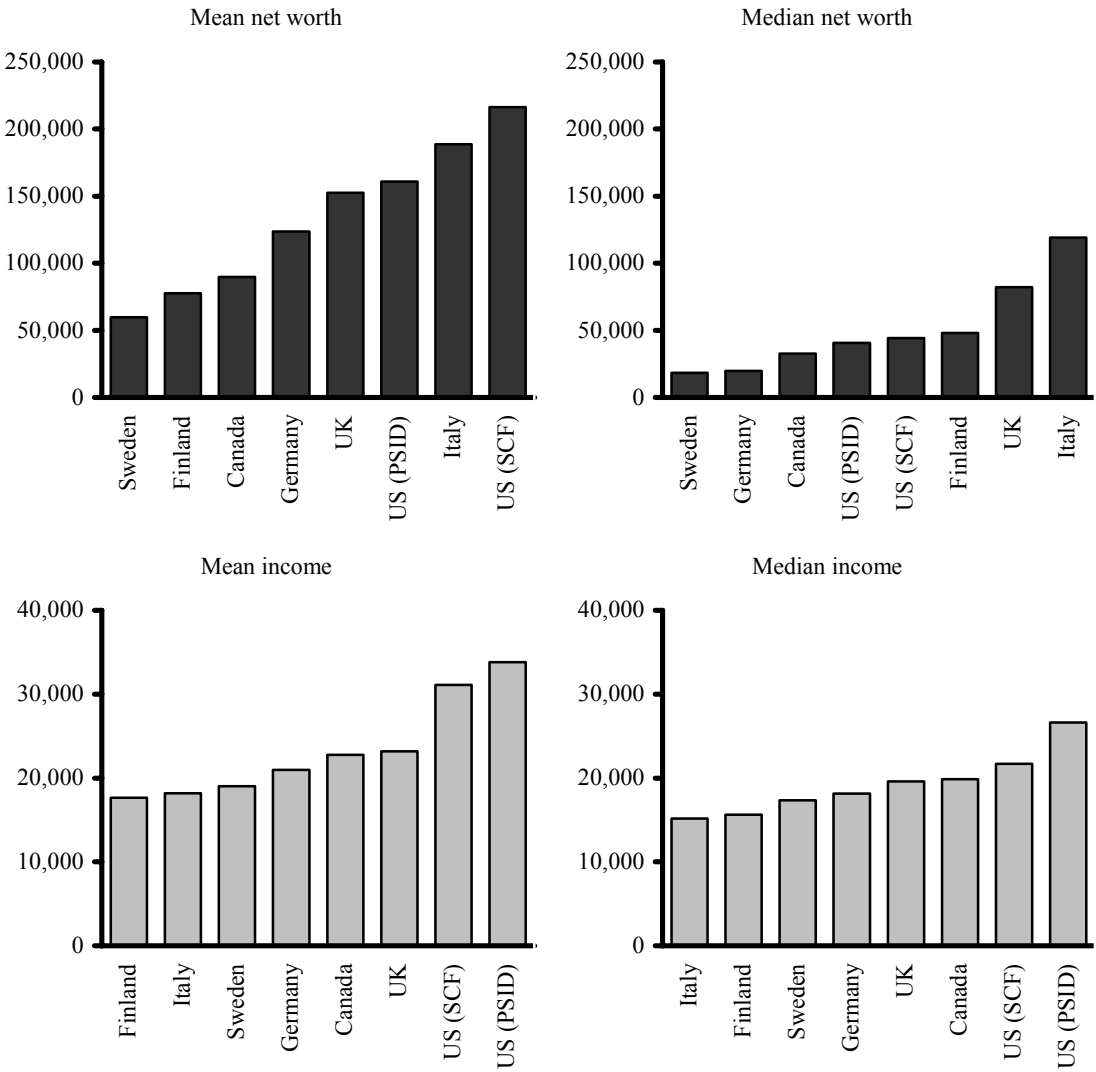 Mean net worth
250,000
200,000
150,000
100,000
50,000
0
Sweden
Finland
Canada
Germany
UK
US (PSID)
Italy
US (SCF)
Median net worth
250,000
200,000
150,000
100,000
50,000
0
Sweden
Germany
Canada
US (PSID)
US (SCF)
Finland
UK
Italy
Mean income
40,000
30,000
20,000
10,000
0
Finland
Italy
Sweden
Germany
Canada
UK
US (SCF)
US (PSID)
Median income
40,000
30,000
20,000
10,000
0
Italy
Finland
Sweden
Germany
UK
Canada
US (SCF)
US (PSID)